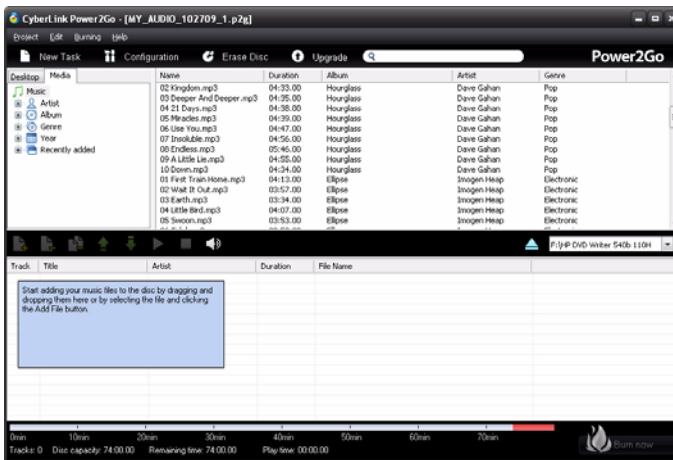 CyberLink Power2Go - [MY_AUDIO_102709_1.p2g]
Project Edit Burning Help
New Task Configuration Erase Disc Upgrade Power2Go
Desktop Media
Music
Artist
Album
Genre
Year
Recently added
Name Duration Album Artist Genre
02 Kingdom.mp3 04:33.00 Hourglass Dave Gahan Pop
03 Deeper And Deeper.mp3 04:35.00 Hourglass Dave Gahan Pop
04 21 Days.mp3 04:38.00 Hourglass Dave Gahan Pop
05 Miracles.mp3 04:39.00 Hourglass Dave Gahan Pop
06 Use You.mp3 04:47.00 Hourglass Dave Gahan Pop
07 Insoluble.mp3 04:56.00 Hourglass Dave Gahan Pop
08 Endless.mp3 05:46.00 Hourglass Dave Gahan Pop
09 A Little Lie.mp3 04:55.00 Hourglass Dave Gahan Pop
10 Down.mp3 04:34.00 Hourglass Dave Gahan Pop
01 First Train Home.mp3 04:13.00 Ellipse Imogen Heap Electronic
02 Wait It Out.mp3 03:57.00 Ellipse Imogen Heap Electronic
03 Earth.mp3 03:34.00 Ellipse Imogen Heap Electronic
04 Little Bird.mp3 04:07.00 Ellipse Imogen Heap Electronic
05 Swoon.mp3 03:53.00 Ellipse Imogen Heap Electronic
F:\HP DVD Writer 540b 110H
Track Title Artist Duration File Name
Start adding your music files to the disc by dragging and
dropping them here or by selecting the file and clicking
the Add File button.
0min 10min 20min 30min 40min 50min 60min 70min
Tracks: 0 Disc capacity: 74:00.00 Remaining time: 74:00.00 Play time: 00:00.00
Burn now